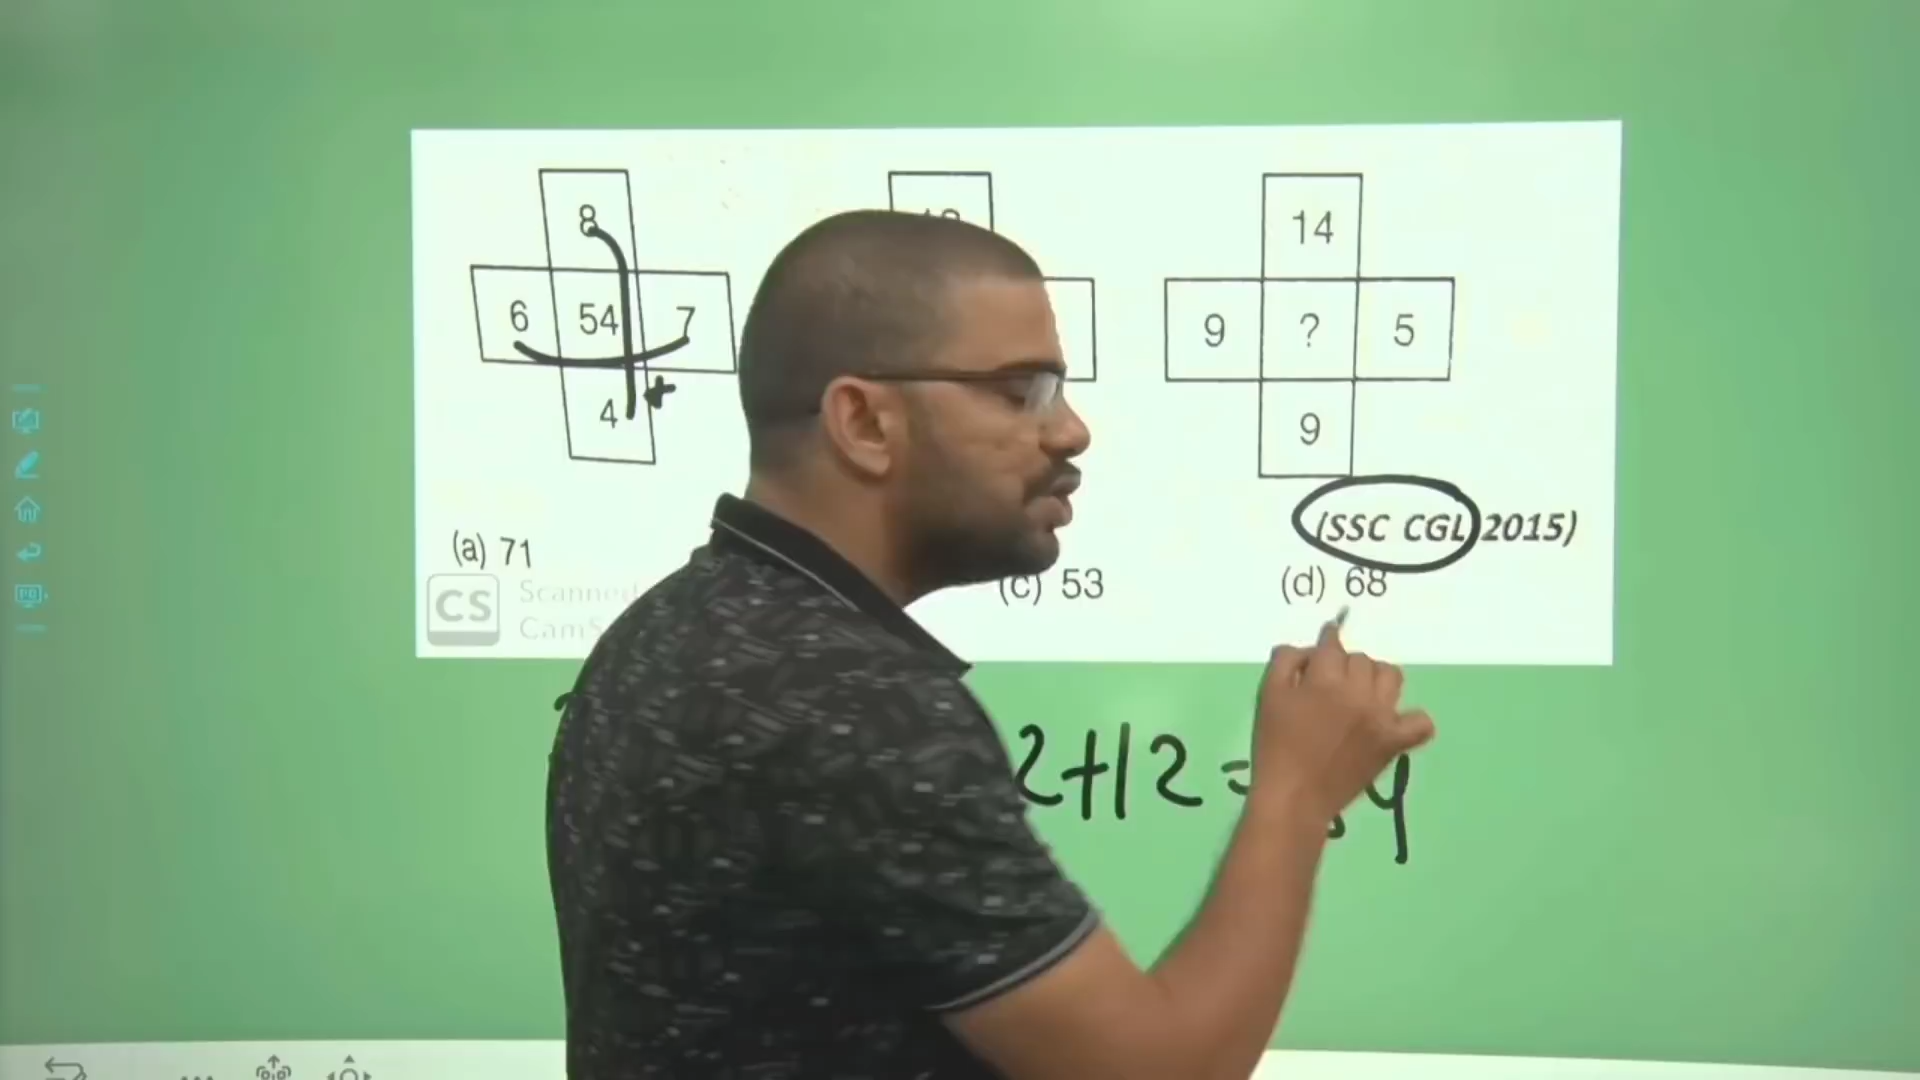 8
6 54 7
4
14
9 ? 5
9
(SSC CGL 2015)
(a) 71
(c) 53
(d) 68
CS
Scanned
2+12=